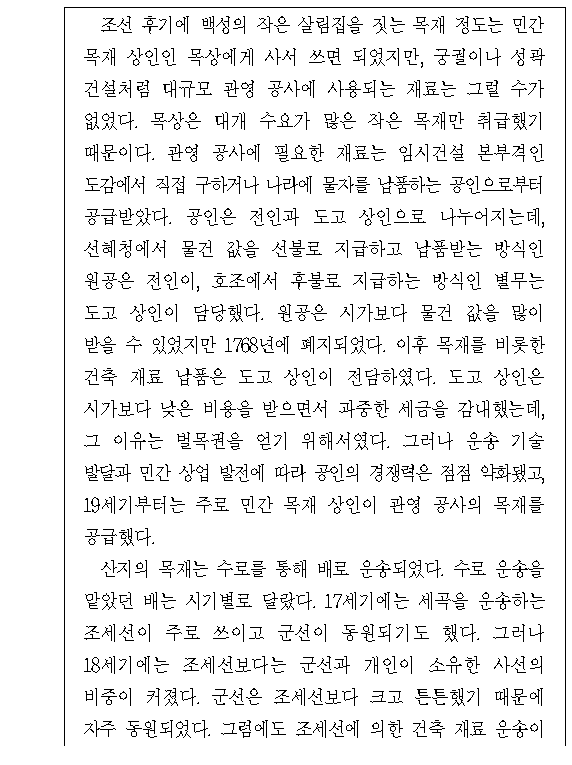 조선 후기에 백성의 작은 살림집을 짓는 목재 정도는 민간
목재 상인인 목상에게 사서 쓰면 되었지만, 궁궐이나 성곽
건설처럼 대규모 관영 공사에 사용되는 재료는 그럴 수가
없었다. 목상은 대개 수요가 많은 작은 목재만 취급했기
때문이다. 관영 공사에 필요한 재료는 임시건설 본부격인
도감에서 직접 구하거나 나라에 물자를 납품하는 공인으로부터
공급받았다. 공인은 전인과 도고 상인으로 나누어지는데,
선혜청에서 물건 값을 선불로 지급하고 납품받는 방식인
원공은 전인이, 호조에서 후불로 지급하는 방식인 별무는
도고 상인이 담당했다. 원공은 시가보다 물건 값을 많이
받을 수 있었지만 1768년에 폐지되었다. 이후 목재를 비롯한
건축 재료 납품은 도고 상인이 전담하였다. 도고 상인은
시가보다 낮은 비용을 받으면서 과중한 세금을 감내했는데,
그 이유는 벌목권을 얻기 위해서였다. 그러나 운송 기술
발달과 민간 상업 발전에 따라 공인의 경쟁력은 점점 약화됐고,
19세기부터는 주로 민간 목재 상인이 관영 공사의 목재를
공급했다.
산지의 목재는 수로를 통해 배로 운송되었다. 수로 운송을
맡았던 배는 시기별로 달랐다. 17세기에는 세곡을 운송하는
조세선이 주로 쓰이고 군선이 동원되기도 했다. 그러나
18세기에는 조세선보다는 군선과 개인이 소유한 사선의
비중이 커졌다. 군선은 조세선보다 크고 튼튼했기 때문에
자주 동원되었다. 그럼에도 조세선에 의한 건축 재료 운송이